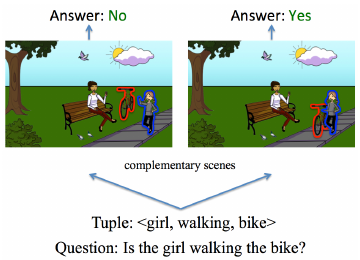 Answer: No
Answer: Yes
complementary scenes
Tuple: <girl, walking, bike>
Question: Is the girl walking the bike?